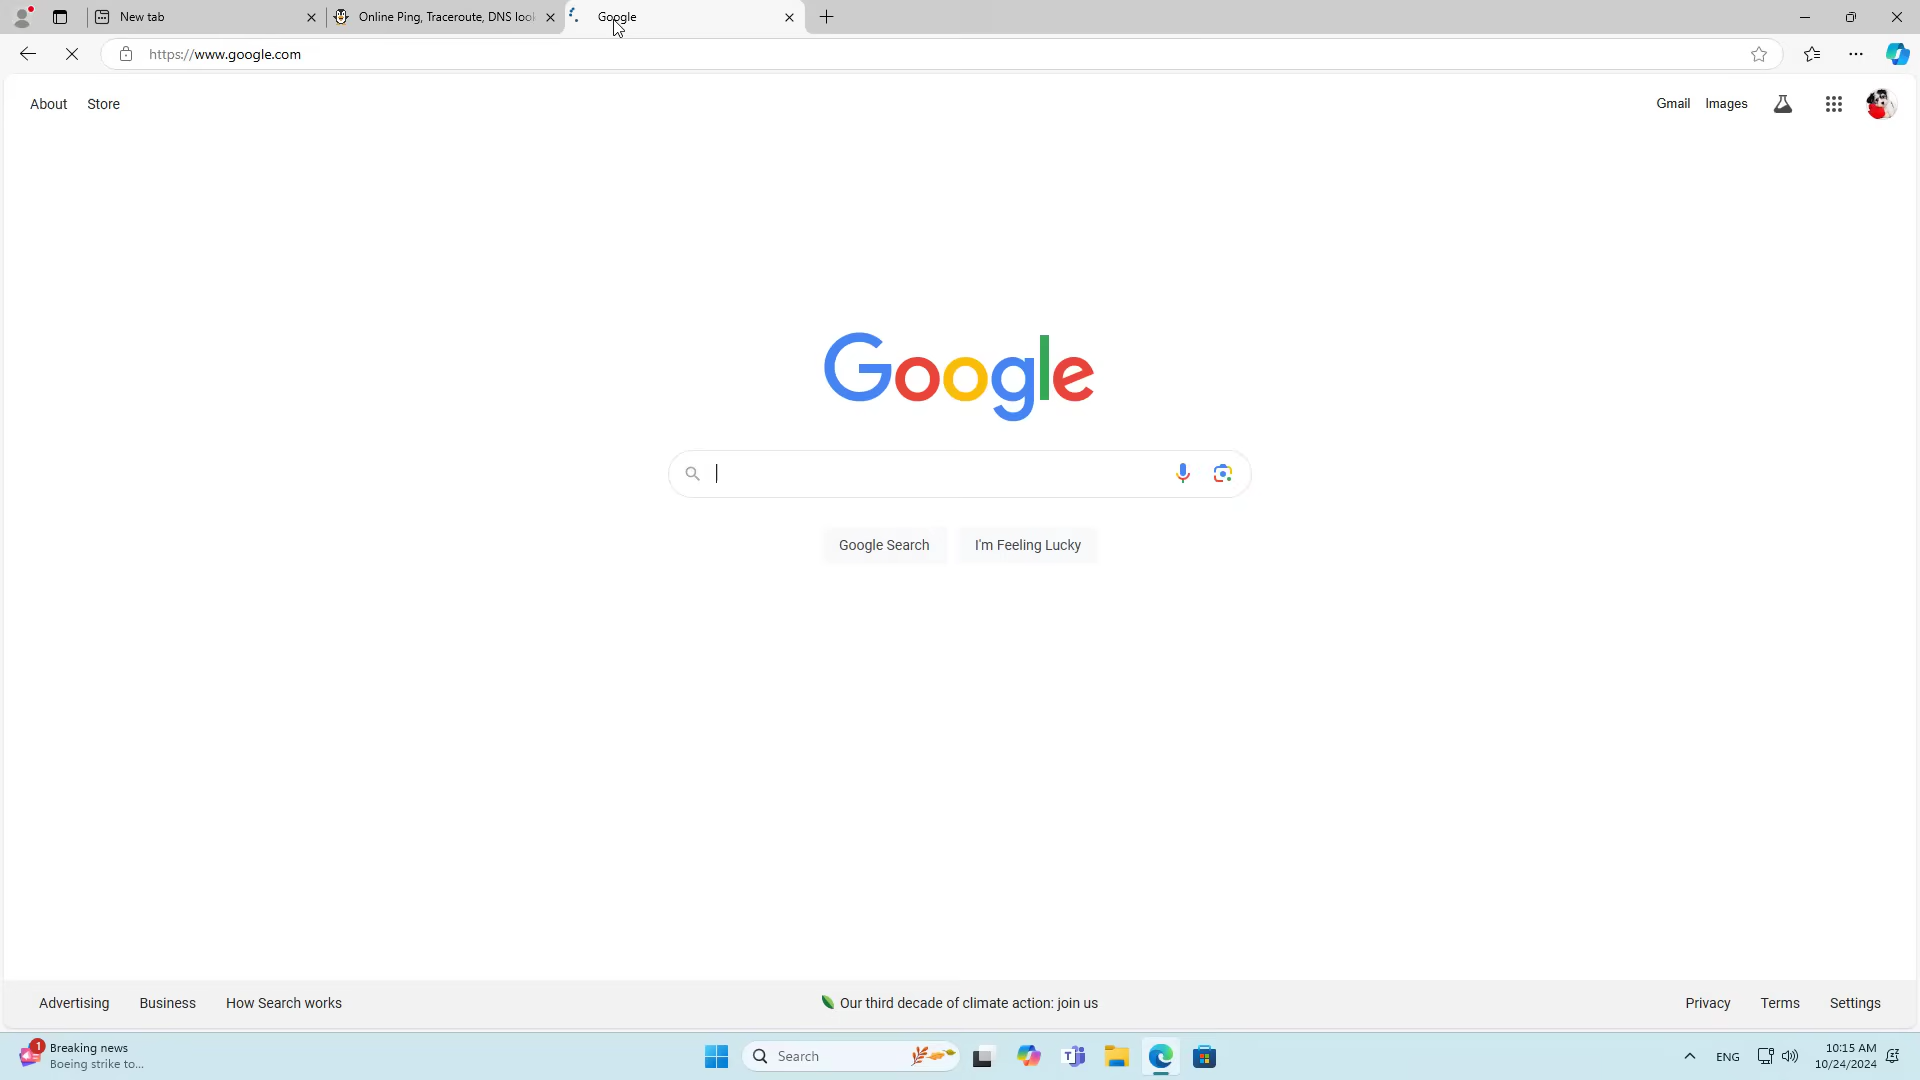 New tab
Online Ping, Traceroute, DNS look
Google
https://www.google.com
About
Store
Gmail
Images
Google
Google Search
I'm Feeling Lucky
Advertising
Business
How Search works
Our third decade of climate action: join us
Privacy
Terms
Settings
1
Breaking news
Boeing strike to...
Search
ENG
10:15 AM
10/24/2024